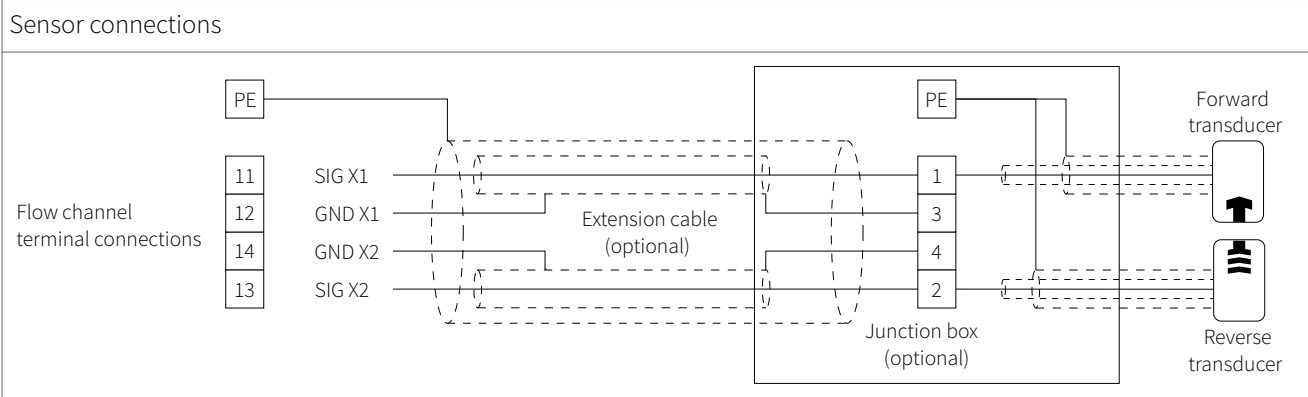 Sensor connections
PE
PE
Forward
transducer
11
SIG X1
1
Flow channel
terminal connections
12
GND X1
Extension cable
(optional)
3
14
GND X2
4
13
SIG X2
2
Junction box
(optional)
Reverse
transducer